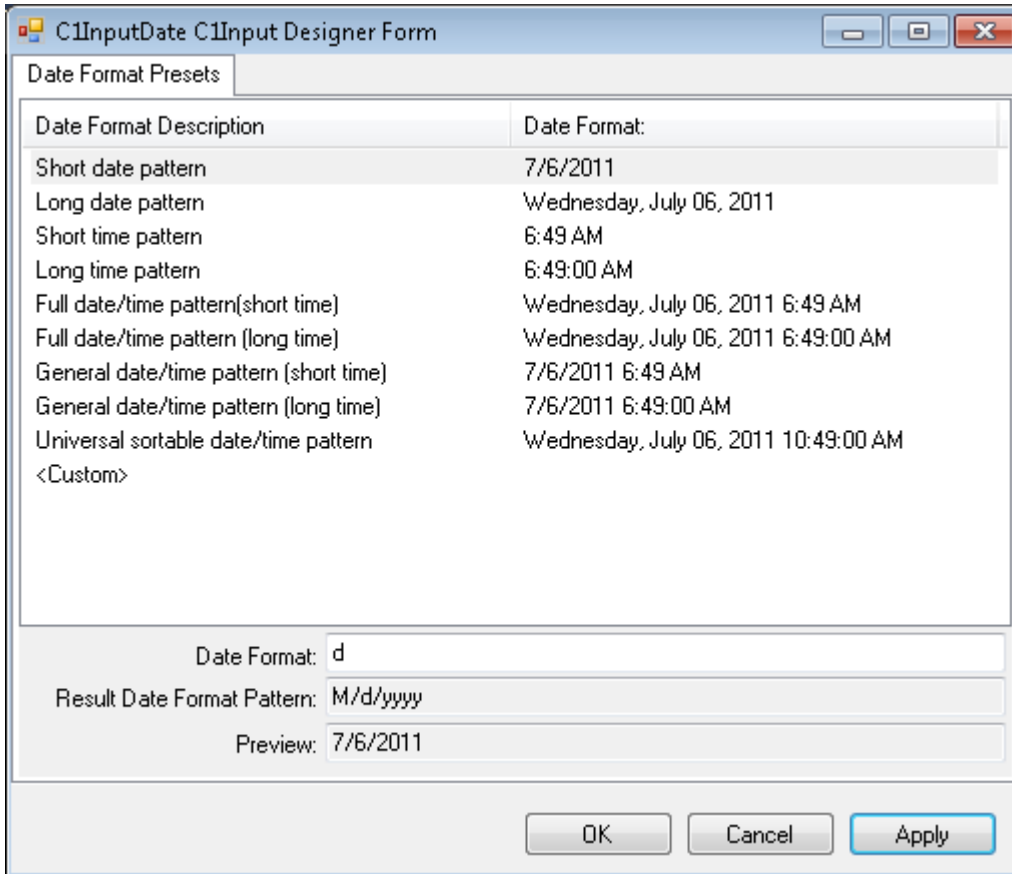 C1InputDate C1Input Designer Form
Date Format Presets
Date Format Description Date Format:
Short date pattern 7/6/2011
Long date pattern Wednesday, July 06, 2011
Short time pattern 6:49 AM
Long time pattern 6:49:00 AM
Full date/time pattern(short time) Wednesday, July 06, 2011 6:49 AM
Full date/time pattern (long time) Wednesday, July 06, 2011 6:49:00 AM
General date/time pattern (short time) 7/6/2011 6:49 AM
General date/time pattern (long time) 7/6/2011 6:49:00 AM
Universal sortable date/time pattern Wednesday, July 06, 2011 10:49:00 AM
<Custom>
Date Format: d
Result Date Format Pattern: M/d/yyyy
Preview: 7/6/2011
OK Cancel Apply